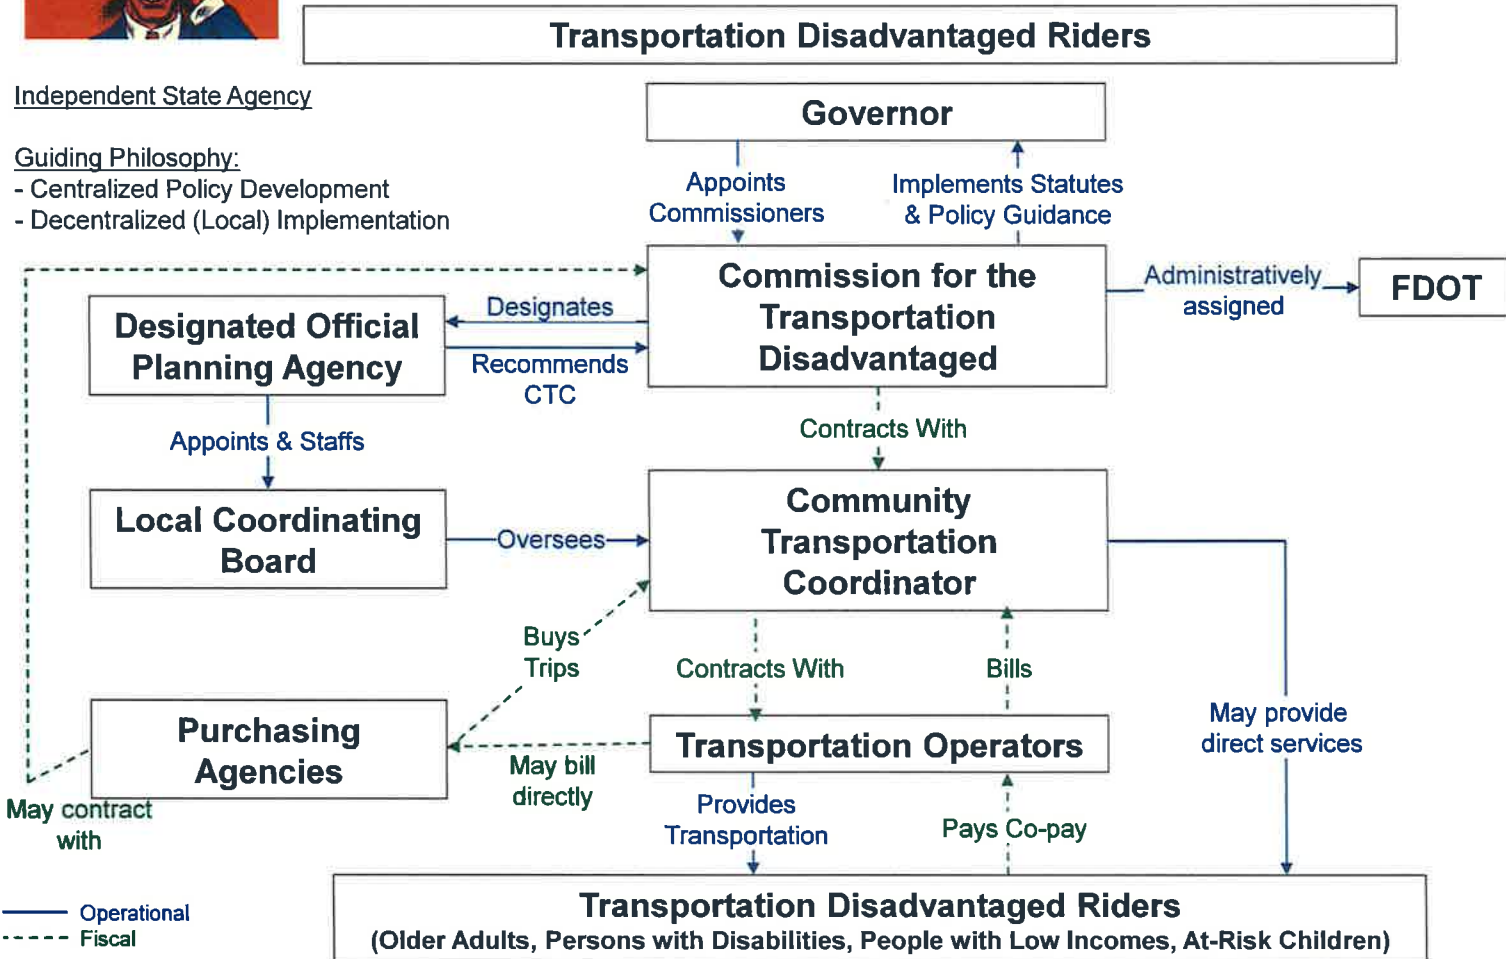 Transportation Disadvantaged Riders
Independent State Agency
Guiding Philosophy:
- Centralized Policy Development
- Decentralized (Local) Implementation
Governor
Appoints
Commissioners
Implements Statutes
& Policy Guidance
Commission for the
Transportation
Disadvantaged
Administratively
assigned
FDOT
Designated Official
Planning Agency
Designates
Recommends
CTC
Appoints & Staffs
Contracts With
Local Coordinating
Board
Oversees
Community
Transportation
Coordinator
Buys
Trips
Contracts With
Bills
May provide
direct services
Purchasing
Agencies
May bill
directly
Transportation Operators
May contract
with
Provides
Transportation
Pays Co-pay
Transportation Disadvantaged Riders
(Older Adults, Persons with Disabilities, People with Low Incomes, At-Risk Children)
Operational
Fiscal